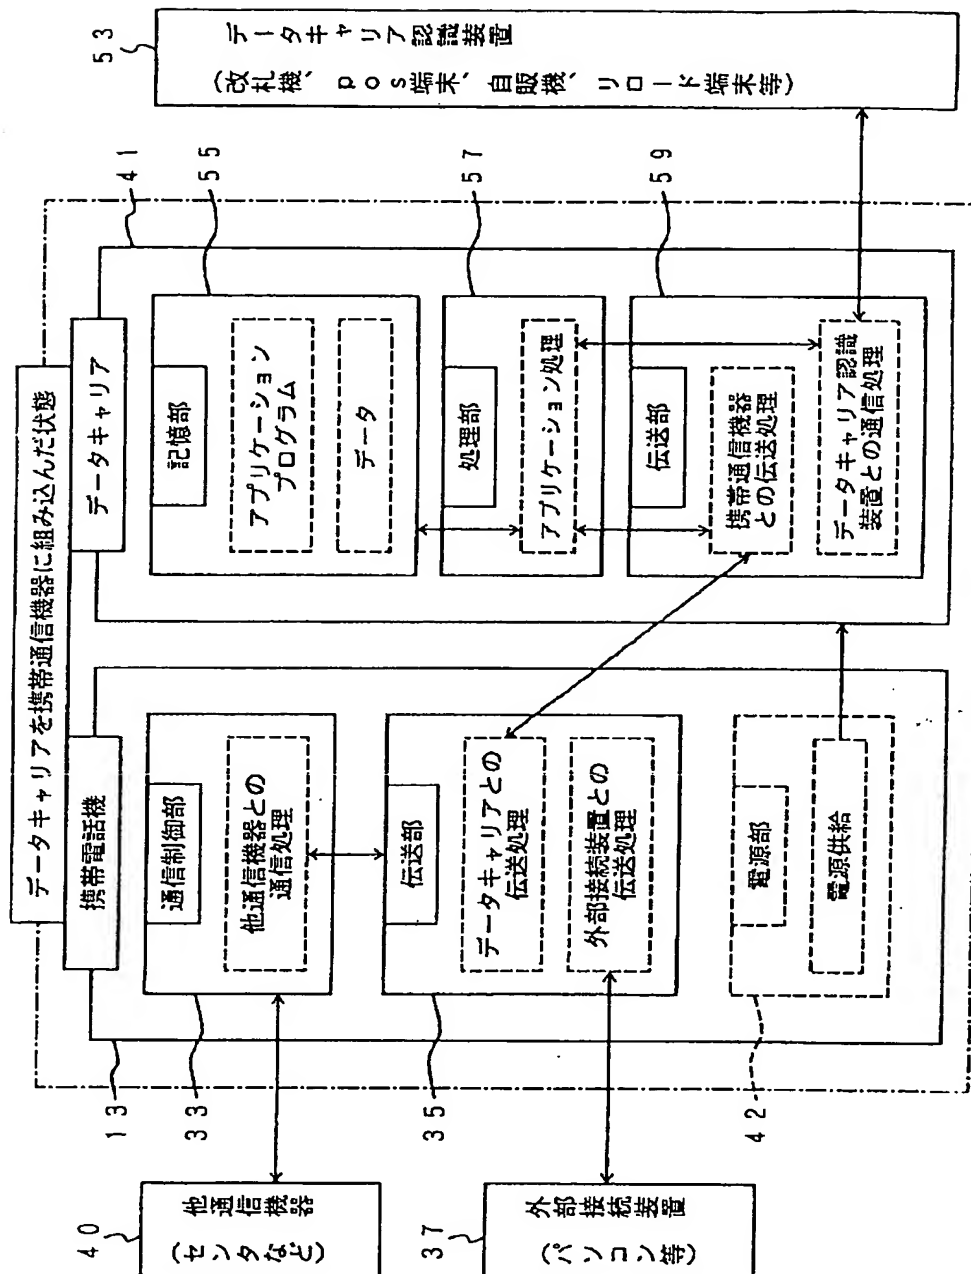 データキャリアを携帯通信機器に組み込んだ状態
40
他通信機器
(センタなど)
37
外部接続装置
(パソコン等)
13
携帯電話機
33
通信制御部
他通信機器との
通信処理
35
伝送部
データキャリアとの
伝送処理
外部接続装置との
伝送処理
42
電源部
電源供給
41
データキャリア
55
記憶部
アプリケーション
プログラム
データ
57
処理部
アプリケーション処理
59
伝送部
携帯通信機器
との伝送処理
データキャリア認識
装置との通信処理
53
データキャリア認識装置
(改札機、pos端末、自販機、リロード端末等)